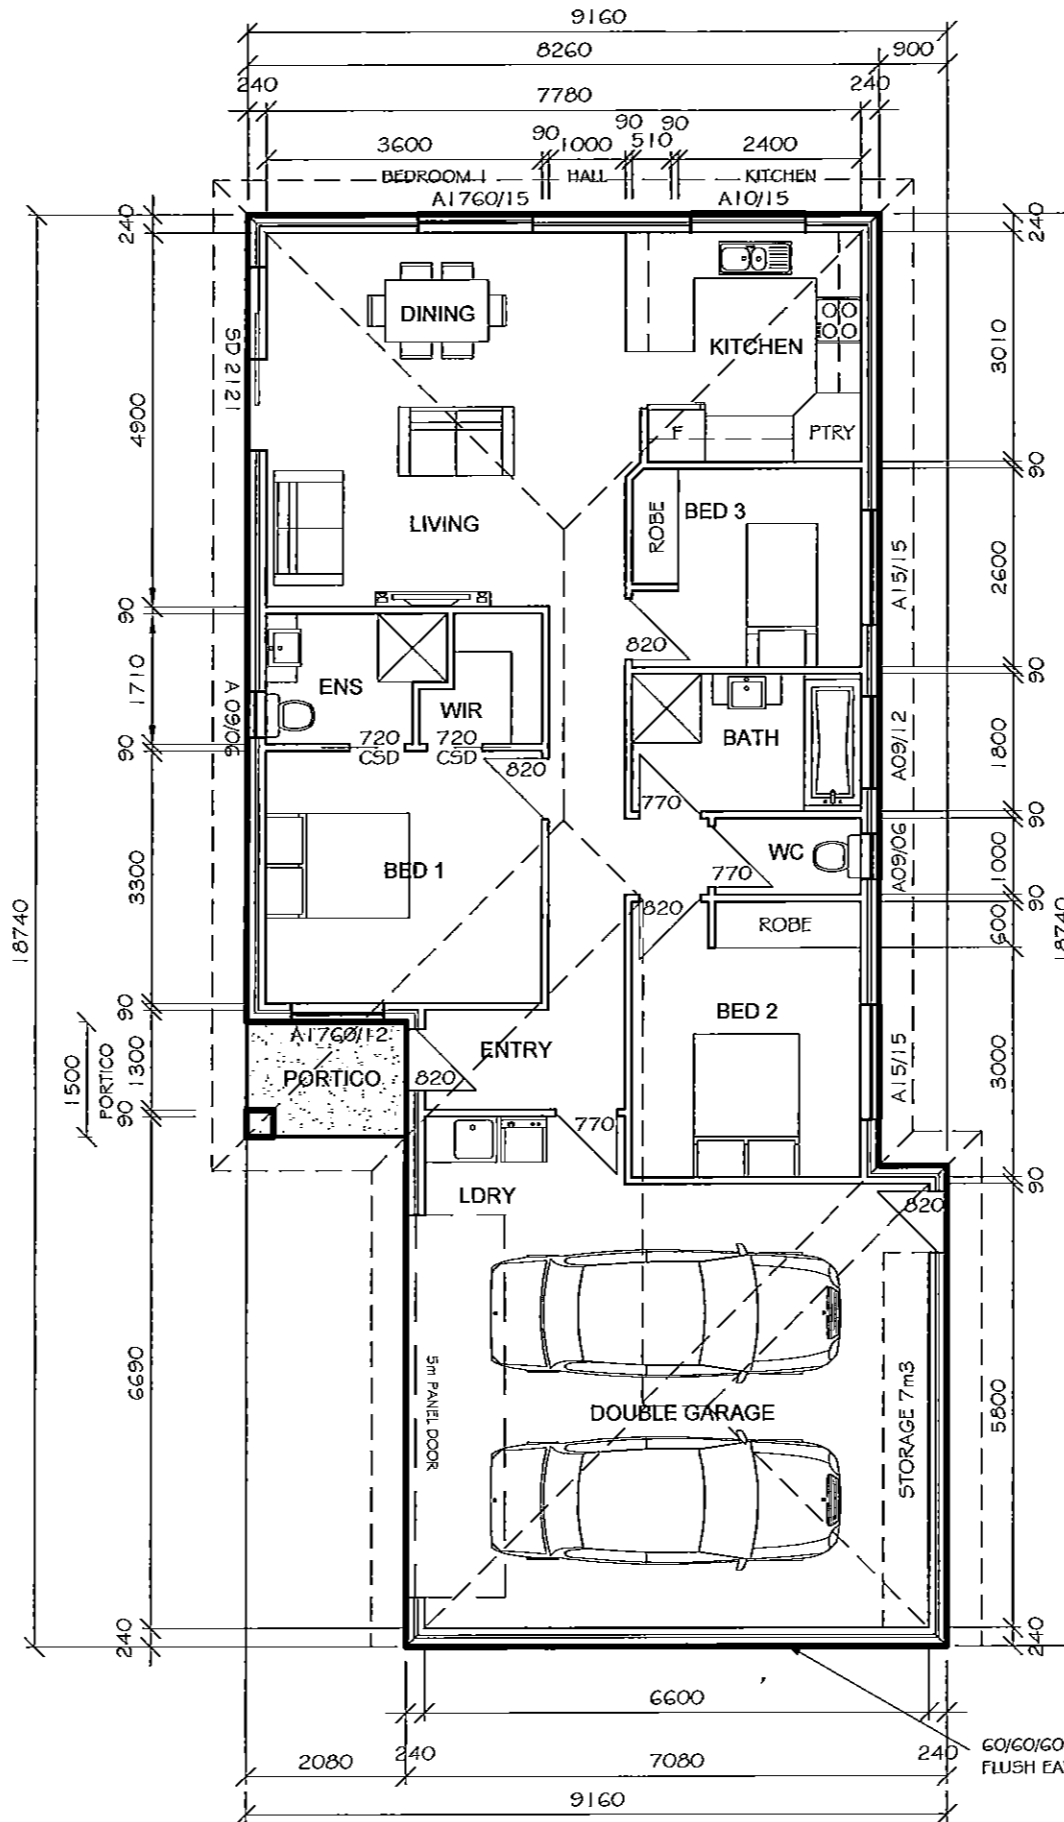 9160
8260 900
240 7780 240
3600 90 1000 90 510 90 2400
BEDROOM 1 HALL KITCHEN
A1760/15 A10/15
240 240
DINING
KITCHEN
SD 2121
3010
4900
F PTRY
90
LIVING
ROBE
BED 3
A15/15
2600
90
820
90
1710
ENS
WIR
A 09/06
720 CSD
720 CSD
820
BATH
A09/12
1800
90
770
90
BED 1
WC
A09/06
1000
770
3300
90
820
ROBE
600
18740
18740
90
A1760/12
BED 2
ENTRY
1500
PORTICO
1300
PORTICO
820
A15/15
3000
90
770
LDRY
90
820
6690
5m PANEL DOOR
DOUBLE GARAGE
STORAGE 7m3
5800
240 240
6600
2080 240 7080 240
60/60/60
FLUSH EA
9160